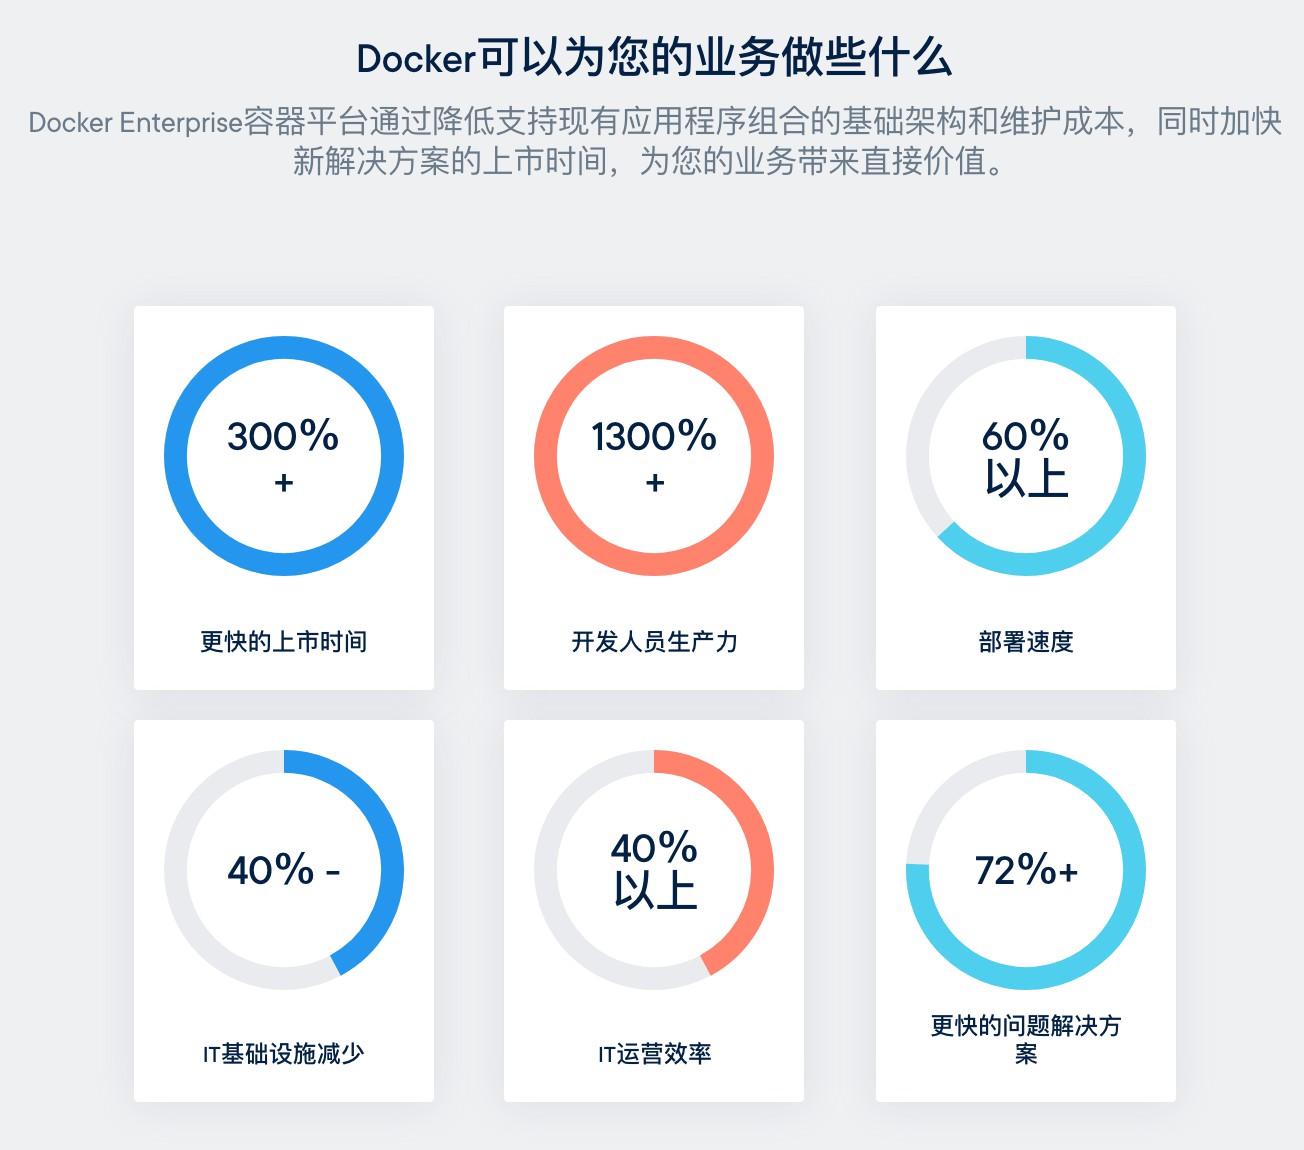 Docker可以为您的业务做些什么
Docker Enterprise容器平台通过降低支持现有应用程序组合的基础架构和维护成本，同时加快
新解决方案的上市时间，为您的业务带来直接价值。
300%
+
更快的上市时间
1300%
+
开发人员生产力
60%
以上
部署速度
40% -
IT基础设施减少
40%
以上
IT运营效率
72%+
更快的问题解决方
案